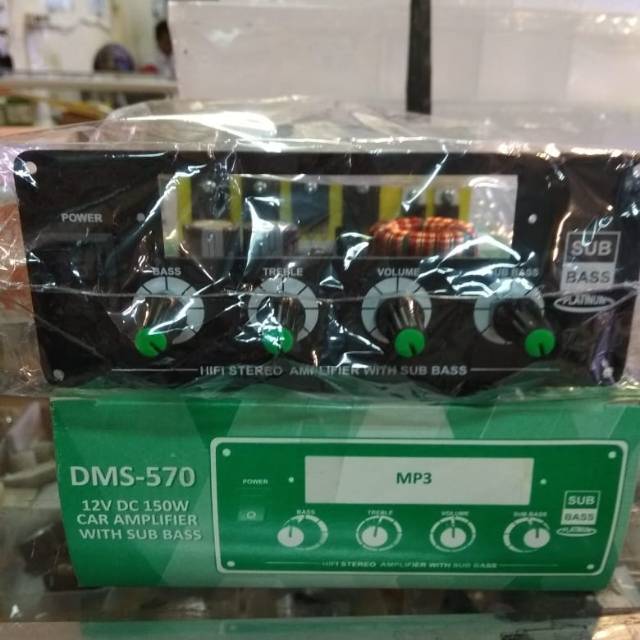 POWER
BASS
TREBLE
VOLUME
SUB BASS
SUB
BASS
PLATINUM
HIFI STEREO AMPLIFIER WITH SUB BASS
DMS-570
12V DC 150W
CAR AMPLIFIER
WITH SUB BASS
POWER
MP3
BASS
TREBLE
VOLUME
SUB BASS
SUB
BASS
PLATINUM
HIFI STEREO AMPLIFIER WITH SUB BASS